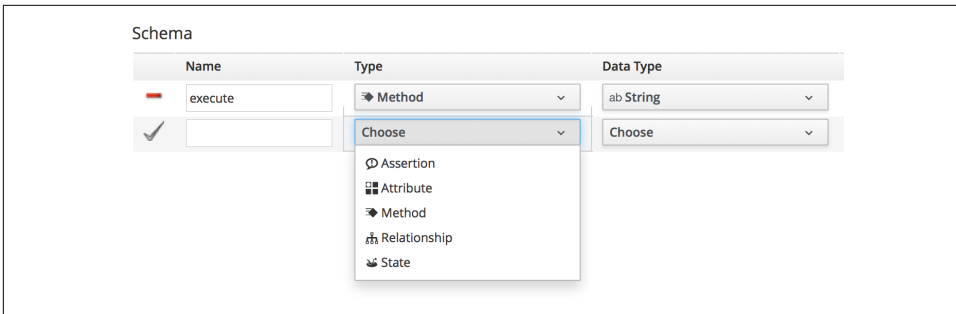 Schema
Name Type Data Type
execute Method ab String
Choose Choose
Assertion
Attribute
Method
Relationship
State